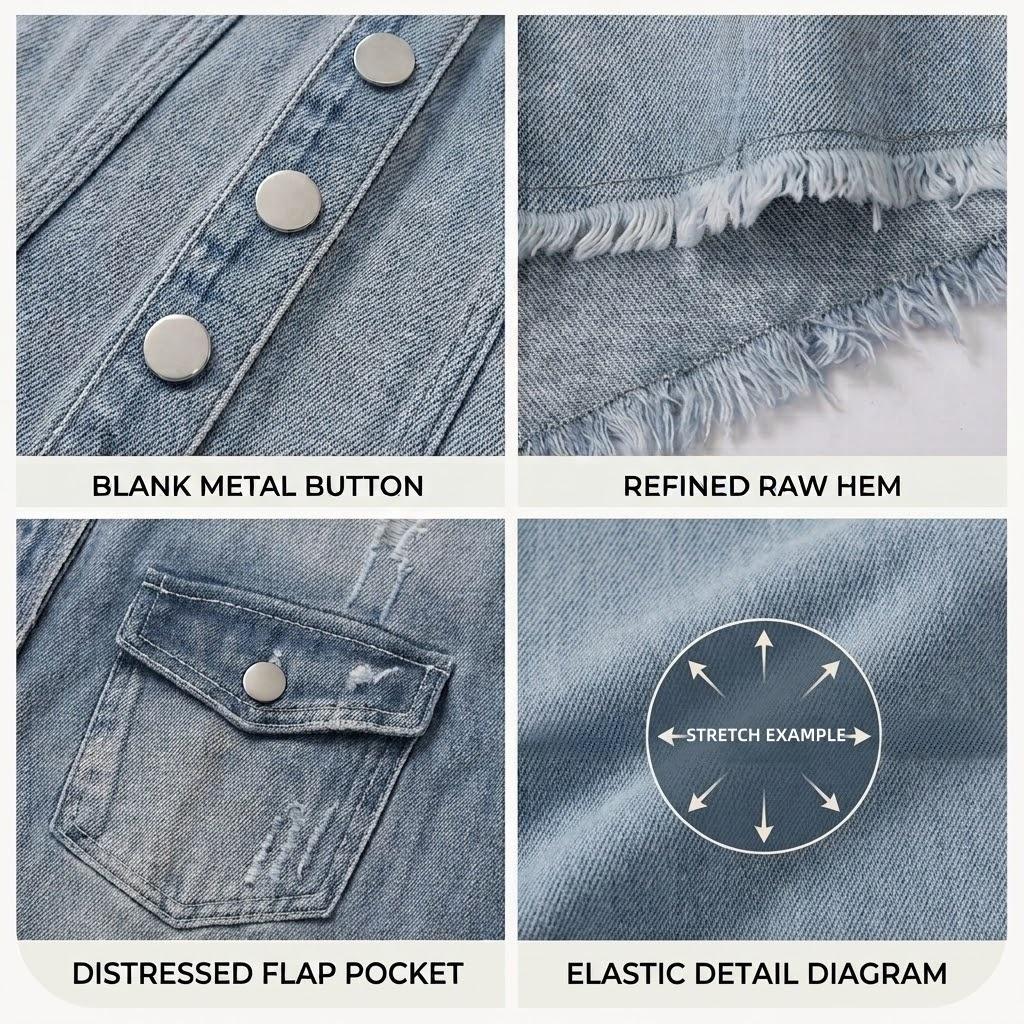 BLANK METAL BUTTON
REFINED RAW HEM
DISTRESSED FLAP POCKET
STRETCH EXAMPLE
ELASTIC DETAIL DIAGRAM